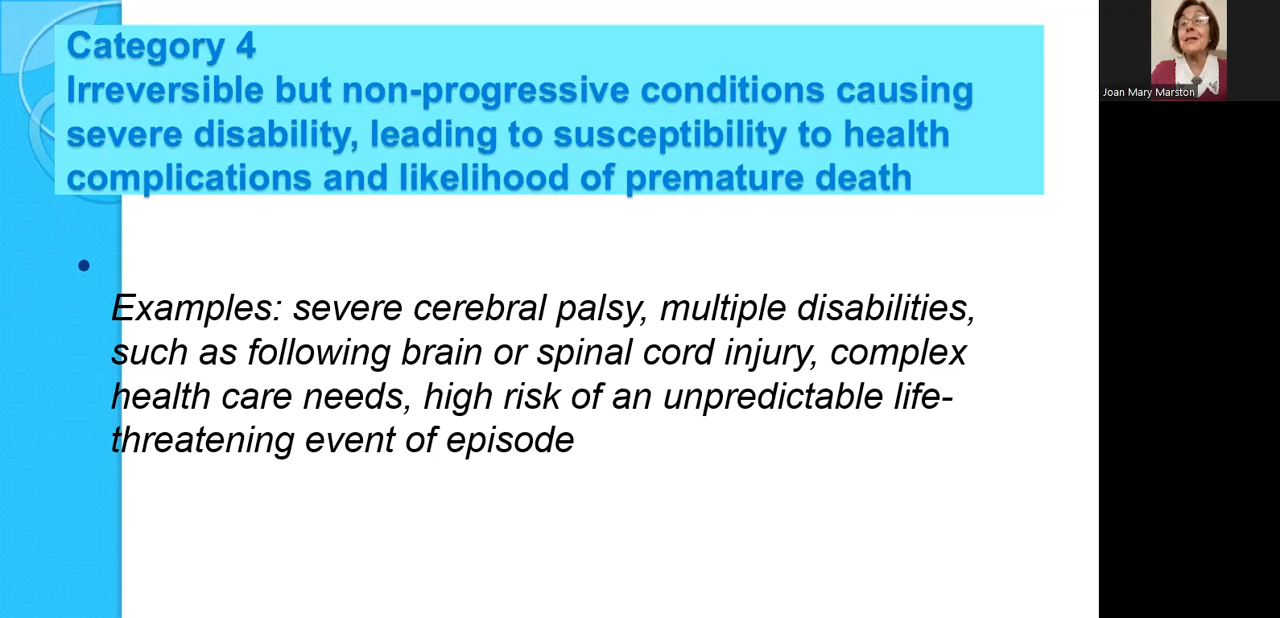 Category 4
Irreversible but non-progressive conditions causing
severe disability, leading to susceptibility to health
complications and likelihood of premature death
Joan Mary Marston
Examples: severe cerebral palsy, multiple disabilities,
such as following brain or spinal cord injury, complex
health care needs, high risk of an unpredictable life-
threatening event of episode